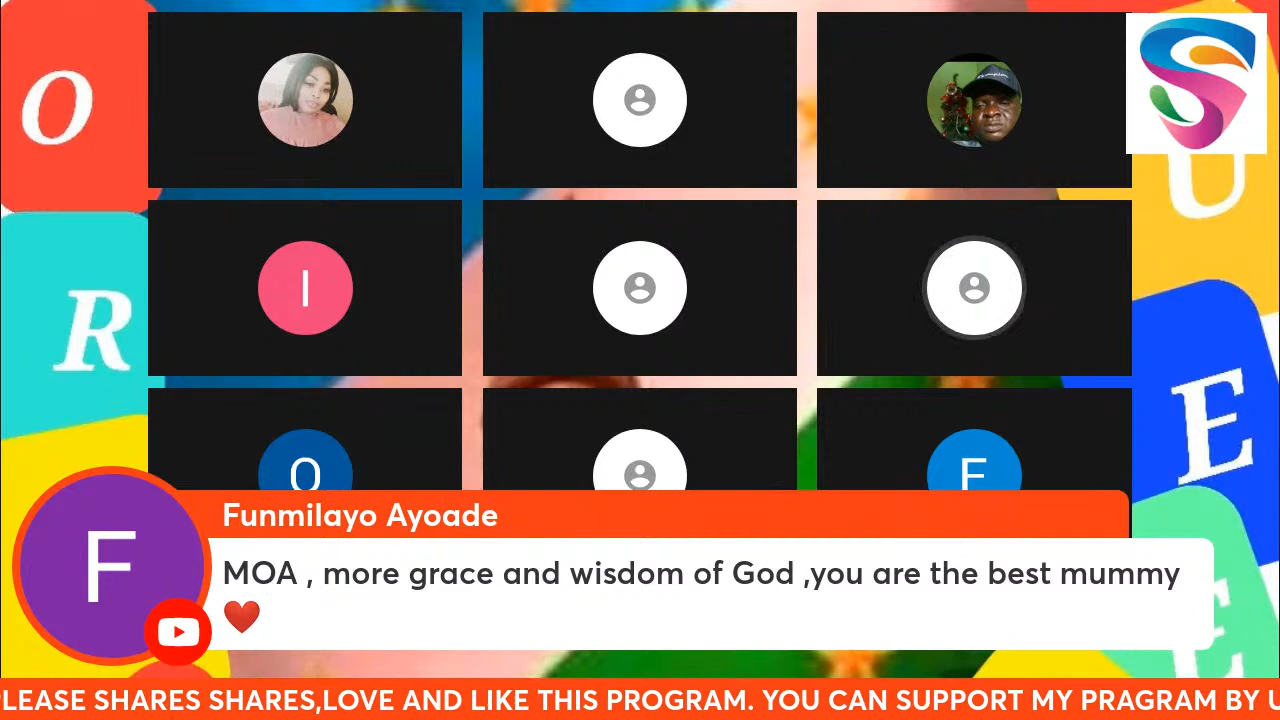 O
U
I
R
E
O
E
Funmilayo Ayoade
F
MOA , more grace and wisdom of God ,you are the best mummy
❤️
E
PLEASE SHARES SHARES,LOVE AND LIKE THIS PROGRAM. YOU CAN SUPPORT MY PRAGRAM BY U